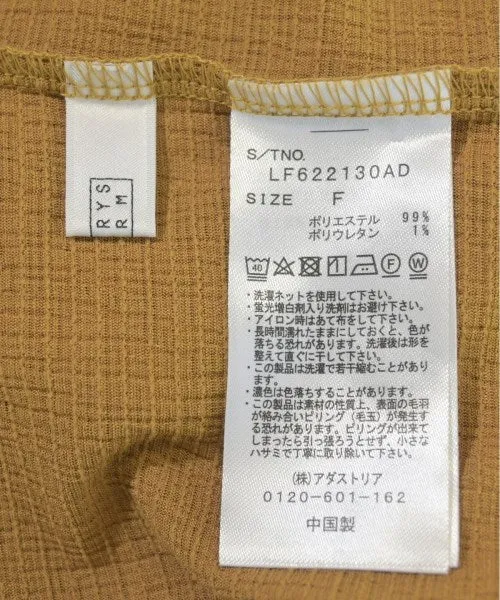 RYS
RM
S/TNO.
LF622130AD
SIZE F
ポリエステル 99%
ポリウレタン 1%
40 F W
・洗濯ネットを使用して下さい。
・蛍光増白剤入り洗剤はお避け下さい。
・アイロン時はあて布をして下さい。
・長時間濡れたままにしておくと、色が
落ちる恐れがあります。洗濯後は形を
整えて直ぐに干して下さい。
・この製品は洗濯で若干縮むことがあり
ます。
・濃色は色落ちすることがあります。
・この製品は素材の性質上、表面の毛羽
が絡み合いピリング（毛玉）が発生す
る恐れがあります。ピリングが出来て
しまったら引っ張ろうとせず、小さな
ハサミで丁寧に取り除いて下さい。
(株)アダストリア
0120-601-162
中国製